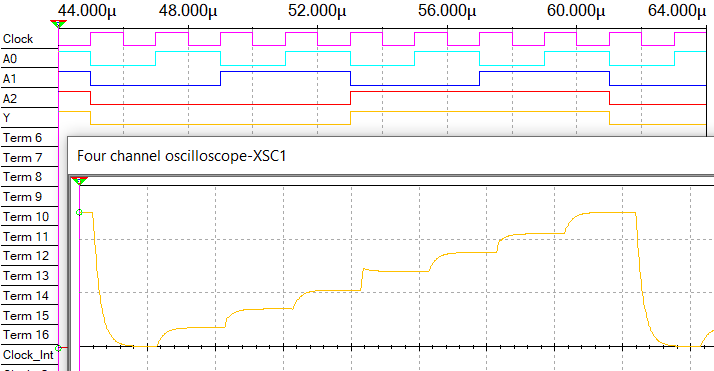 44.000µ 48.000µ 52.000µ 56.000µ 60.000µ 64.000µ
Clock
A0
A1
A2
Y
Term 6
Term 7
Four channel oscilloscope-XSC1
Term 8
Term 9
Term 10
Term 11
Term 12
Term 13
Term 14
Term 15
Term 16
Clock_Int